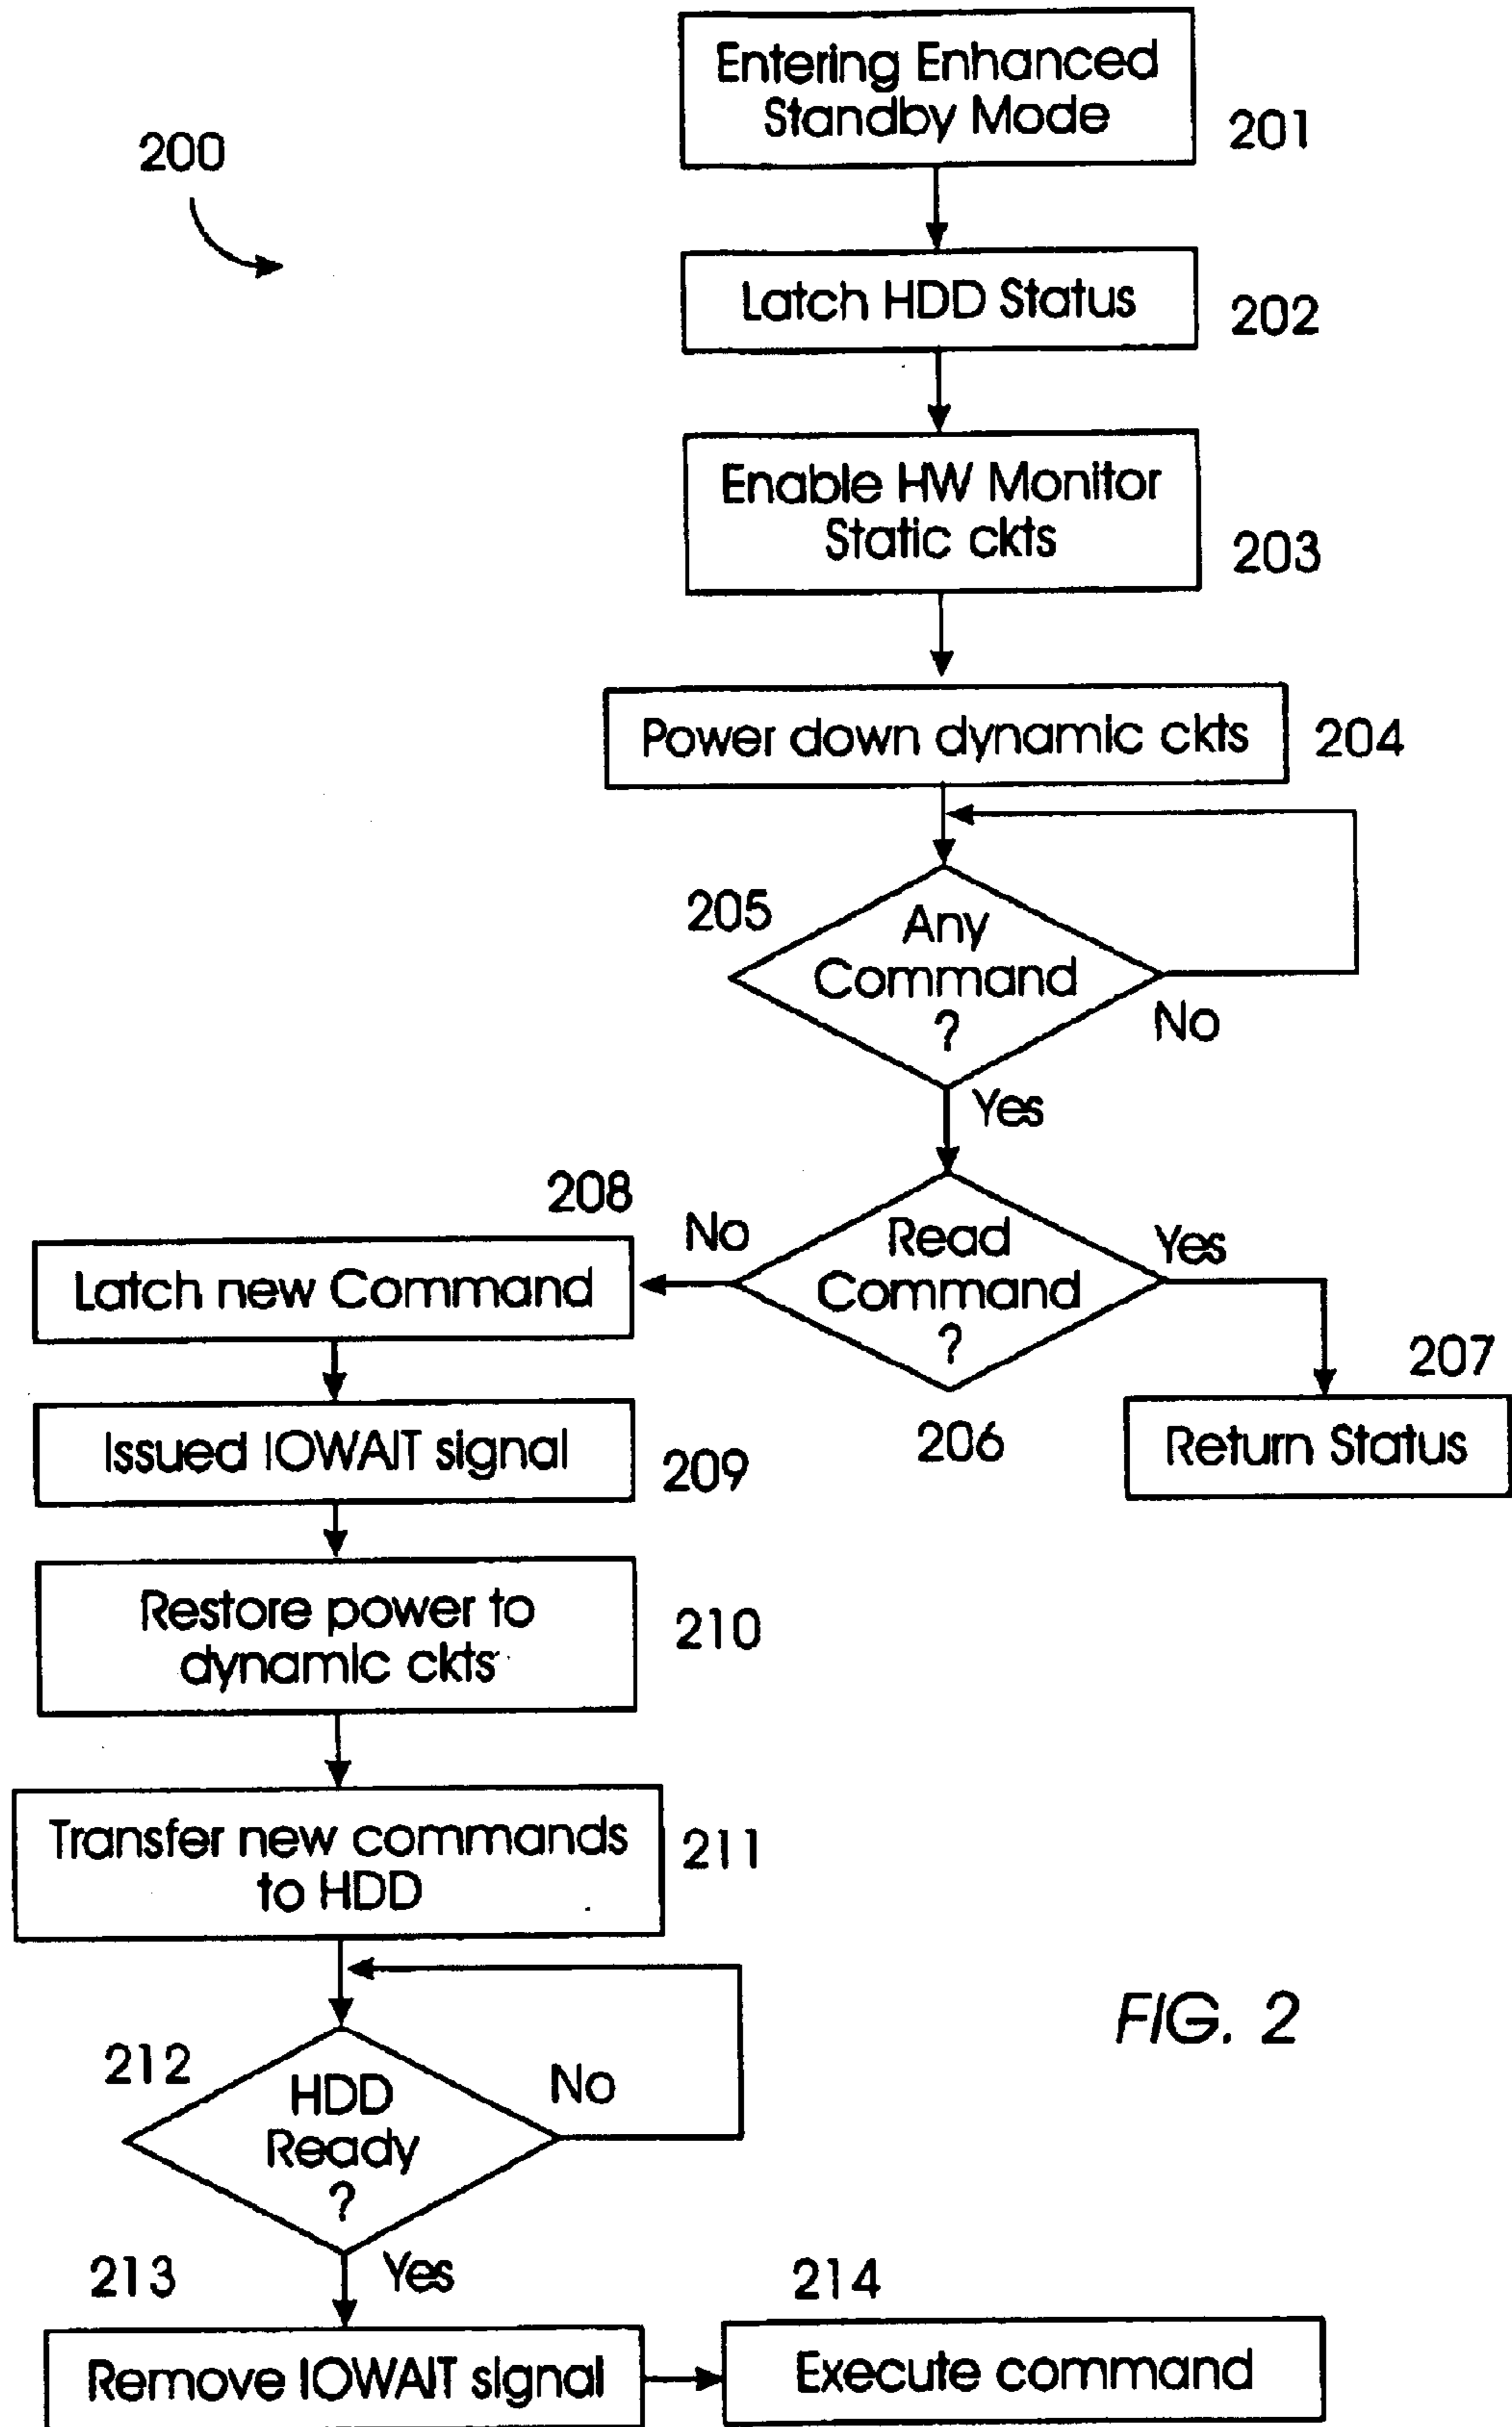 200
Entering Enhanced
Standby Mode
201
Latch HDD Status
202
Enable HW Monitor
Static ckts
203
Power down dynamic ckts
204
205
Any
Command
?
No
Yes
Read
Command
?
206
Yes
207
Return Status
No
208
Latch new Command
Issued IOWAIT signal
209
Restore power to
dynamic ckts
210
Transfer new commands
to HDD
211
212
HDD
Ready
?
No
Yes
213
Remove IOWAIT signal
214
Execute command
FIG. 2